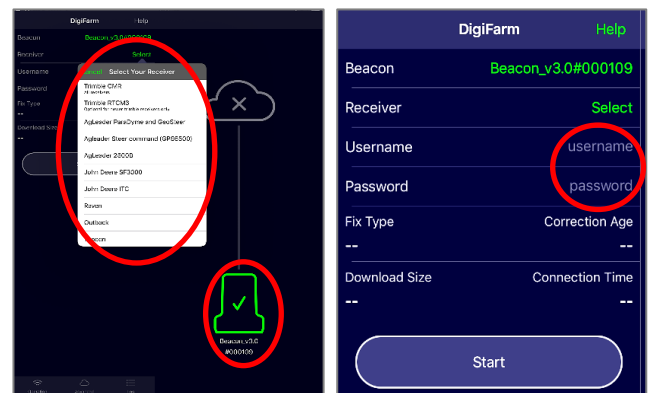 DigiFarm Help
Beacon Beacon_v3.0#000109
Receiver Select
Username
Password
Fix Type
--
Download Size
--
Cancel Select Your Receiver
Trimble CMR
All receivers
Trimble RTCM3
AgLeader ParaDyme and GeoSteer
Agleader Steer command (GPS6500)
AgLeader 2500B
John Deere SF3000
John Deere ITC
Raven
Outback
Beacon_v3.0
#000109
DigiFarm Help
Beacon Beacon_v3.0#000109
Receiver Select
Username username
Password password
Fix Type Correction Age
-- --
Download Size Connection Time
-- --
Start